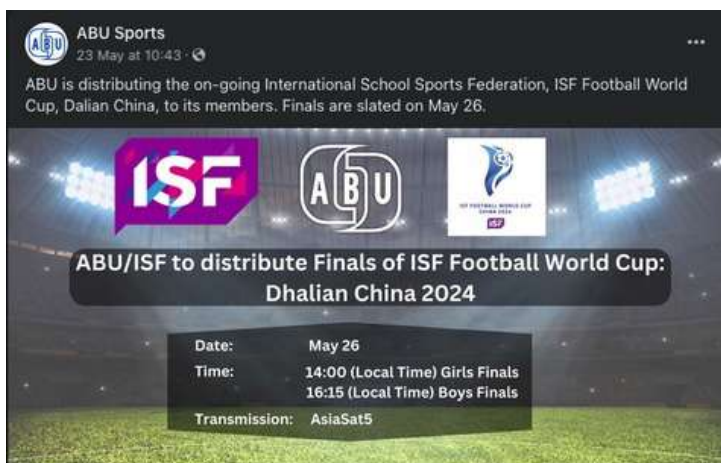 ABU Sports
23 May at 10:43 ·
ABU is distributing the on-going International School Sports Federation, ISF Football World
Cup, Dalian China, to its members. Finals are slated on May 26.
ISF
ABU
ISF FOOTBALL WORLD CUP
CHINA 2024
ISF
ABU/ISF to distribute Finals of ISF Football World Cup:
Dhalian China 2024
Date: May 26
Time: 14:00 (Local Time) Girls Finals
16:15 (Local Time) Boys Finals
Transmission: AsiaSat5